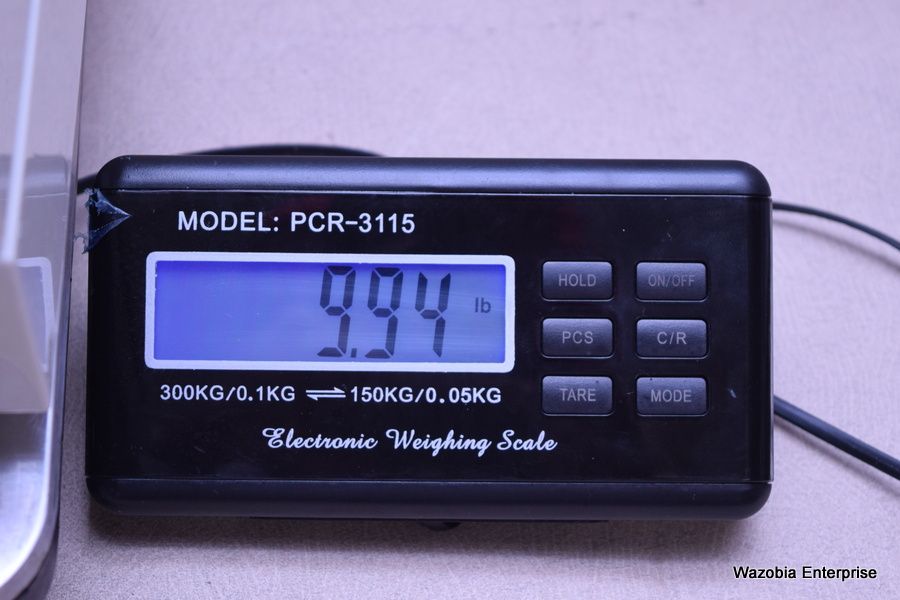 MODEL: PCR-3115
9.94 lb
HOLD ON/OFF
PCS C/R
TARE MODE
300KG/0.1KG ⇌ 150KG/0.05KG
Electronic Weighing Scale
Wazobia Enterprise